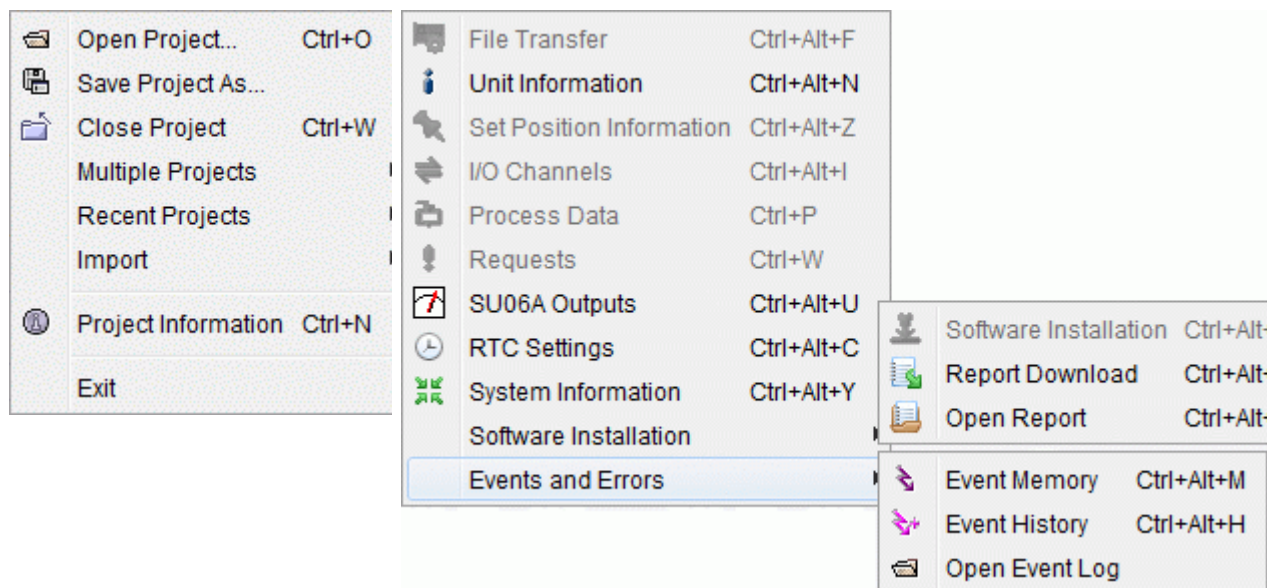 Open Project... Ctrl+O
Save Project As...
Close Project Ctrl+W
Multiple Projects
Recent Projects
Import
Project Information Ctrl+N
Exit
File Transfer Ctrl+Alt+F
Unit Information Ctrl+Alt+N
Set Position Information Ctrl+Alt+Z
I/O Channels Ctrl+Alt+I
Process Data Ctrl+P
Requests Ctrl+W
SU06A Outputs Ctrl+Alt+U
RTC Settings Ctrl+Alt+C
System Information Ctrl+Alt+Y
Software Installation
Events and Errors
Software Installation Ctrl+Alt+
Report Download Ctrl+Alt+
Open Report Ctrl+Alt+
Event Memory Ctrl+Alt+M
Event History Ctrl+Alt+H
Open Event Log